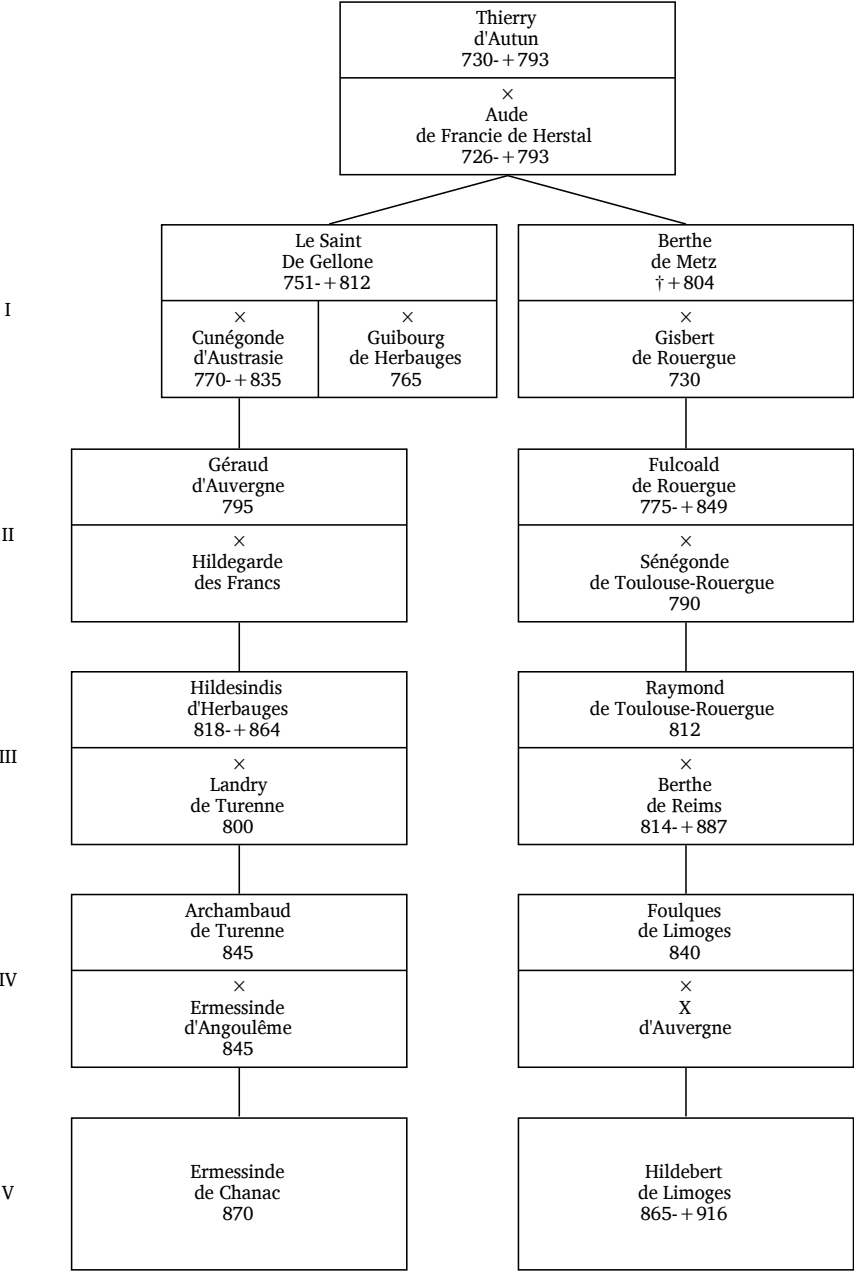 Thierry
d'Autun
730-+793
×
Aude
de Francie de Herstal
726-+793
I
Le Saint
De Gellone
751-+812
×
Cunégonde
d'Austrasie
770-+835
×
Guibourg
de Herbauges
765
Berthe
de Metz
†+804
×
Gisbert
de Rouergue
730
II
Géraud
d'Auvergne
795
×
Hildegarde
des Francs
Fulcoald
de Rouergue
775-+849
×
Sénégonde
de Toulouse-Rouergue
790
III
Hildesindis
d'Herbauges
818-+864
×
Landry
de Turenne
800
Raymond
de Toulouse-Rouergue
812
×
Berthe
de Reims
814-+887
IV
Archambaud
de Turenne
845
×
Ermessinde
d'Angoulême
845
Foulques
de Limoges
840
×
X
d'Auvergne
V
Ermessinde
de Chanac
870
Hildebert
de Limoges
865-+916